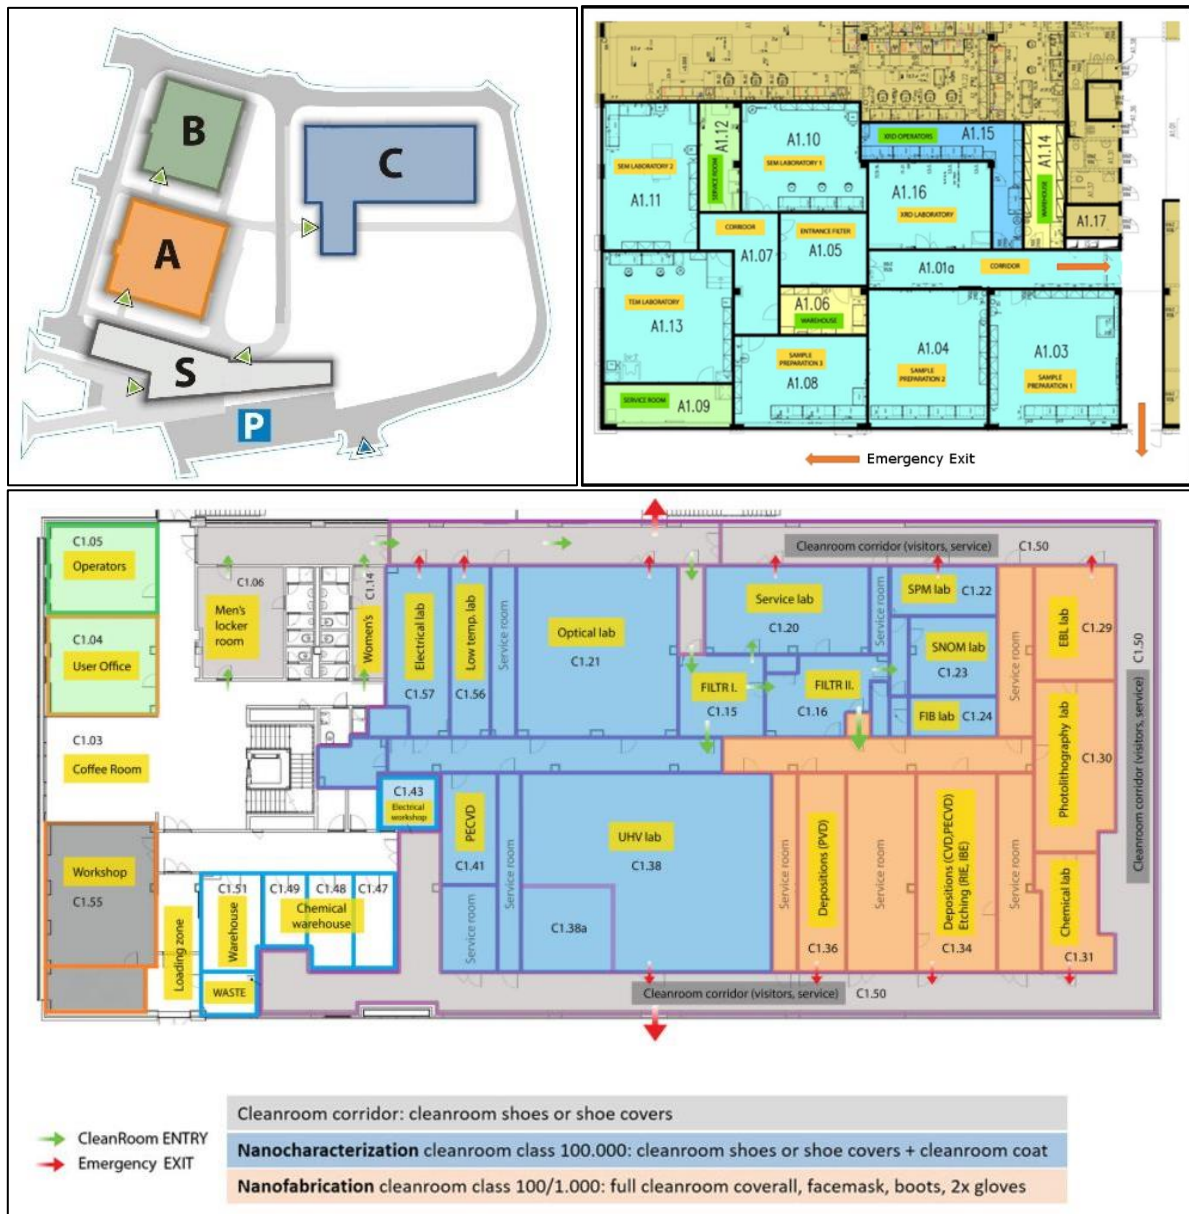 B
C
A
S
P
A1.12
SERVICE ROOM
A1.10
SEM LABORATORY 1
XRD OPERATORS
A1.15
A1.14
WAREHOUSE
SEM LABORATORY 2
A1.11
A1.16
XRD LABORATORY
A1.17
CORRIDOR
A1.07
ENTRANCE FILTER
A1.05
A1.01a
CORRIDOR
TEM LABORATORY
A1.13
A1.06
WAREHOUSE
A1.04
SAMPLE
PREPARATION 2
A1.03
SAMPLE
PREPARATION 1
SAMPLE
PREPARATION 3
A1.08
SERVICE ROOM
A1.09
Emergency Exit
C1.05
Operators
C1.04
User Office
C1.03
Coffee Room
Workshop
C1.55
C1.06
Men's
locker
room
C1.14
Women's
Electrical lab
C1.57
Low temp. lab
C1.56
Service room
Optical lab
C1.21
Cleanroom corridor (visitors, service)
C1.50
Service lab
C1.20
Service room
SPM lab
C1.22
SNOM lab
C1.23
FIB lab
C1.24
FILTR I.
C1.15
FILTR II.
C1.16
Service room
EBL lab
C1.29
Photolithography lab
C1.30
C1.50
Cleanroom corridor (visitors, service)
C1.43
Electrical
workshop
PECVD
C1.41
Service room
Service room
UHV lab
C1.38
C1.38a
Service room
Depositions (PVD)
C1.36
Service room
Depositions (CVD,PECVD)
Etching (RIE, IBE)
C1.34
Service room
Chemical lab
C1.31
Loading zone
C1.51
Warehouse
C1.49
C1.48
C1.47
Chemical
warehouse
WASTE
Cleanroom corridor (visitors, service)
C1.50
CleanRoom ENTRY
Emergency EXIT
Cleanroom corridor: cleanroom shoes or shoe covers
Nanocharacterization cleanroom class 100.000: cleanroom shoes or shoe covers + cleanroom coat
Nanofabrication cleanroom class 100/1.000: full cleanroom coverall, facemask, boots, 2x gloves